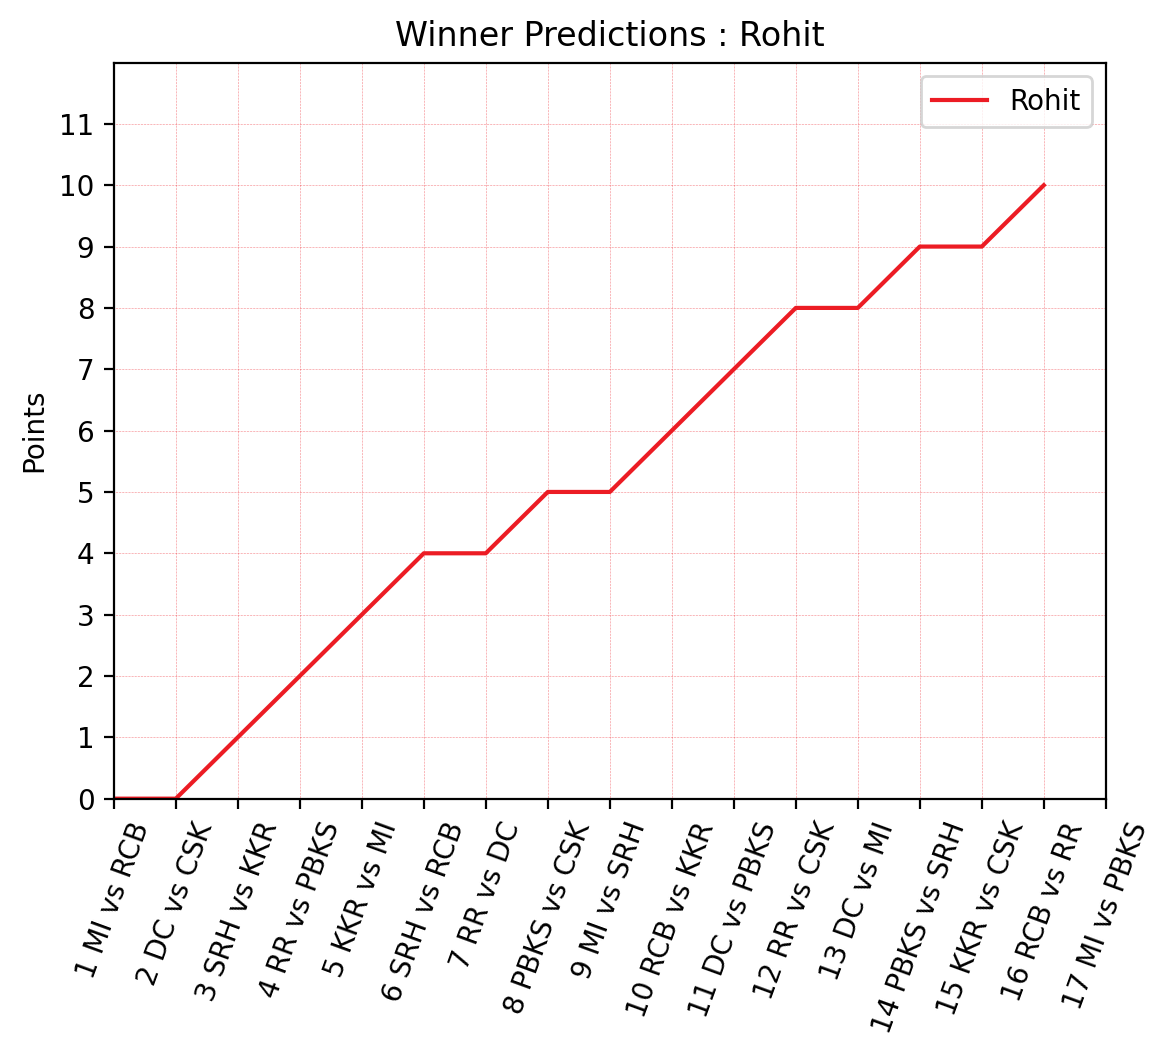 Winner Predictions : Rohit
Rohit
Points
11
10
9
8
7
6
5
4
3
2
1
0
1 MI vs RCB
2 DC vs CSK
3 SRH vs KKR
4 RR vs PBKS
5 KKR vs MI
6 SRH vs RCB
7 RR vs DC
8 PBKS vs CSK
9 MI vs SRH
10 RCB vs KKR
11 DC vs PBKS
12 RR vs CSK
13 DC vs MI
14 PBKS vs SRH
15 KKR vs CSK
16 RCB vs RR
17 MI vs PBKS